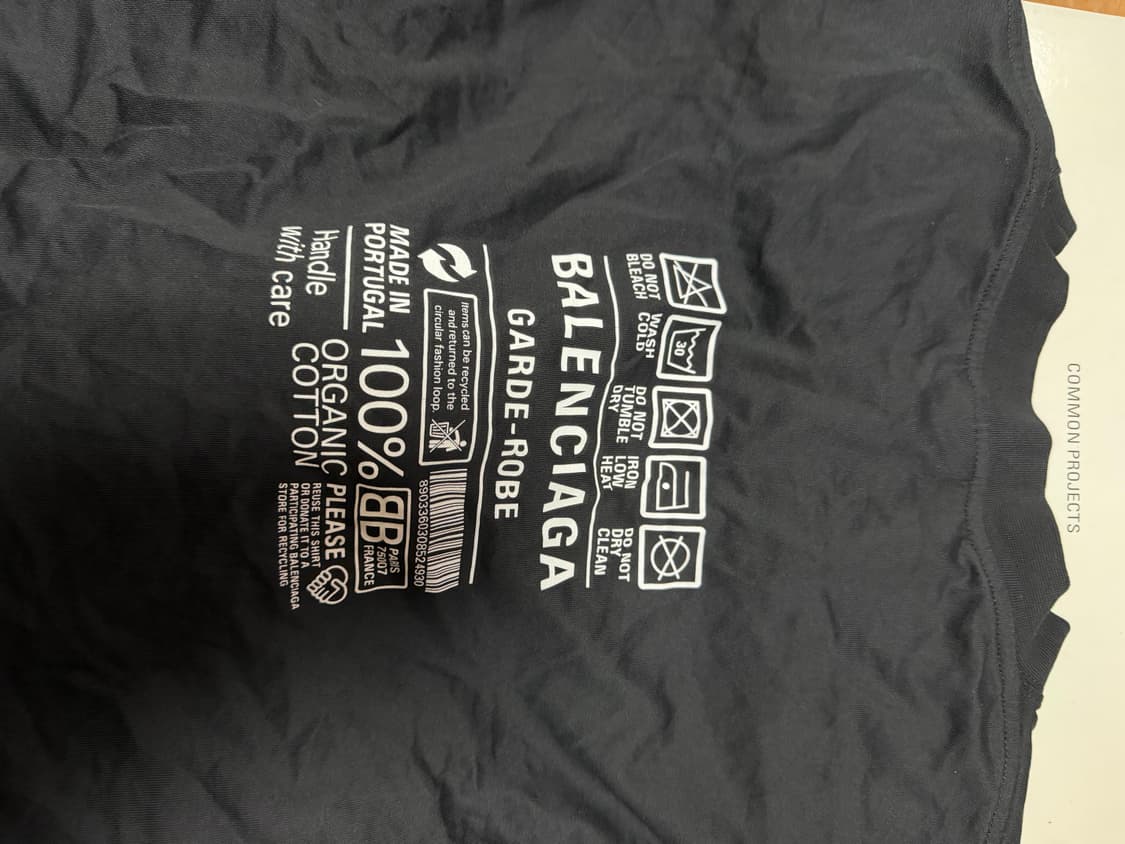 DO NOT
BLEACH
WASH
COLD
30
DO NOT
TUMBLE
DRY
IRON
LOW
HEAT
DO NOT
DRY
CLEAN
BALENCIAGA
GARDE-ROBE
Items can be recycled
and returned to the
circular fashion loop.
8903360308524930
MADE IN
PORTUGAL
100%
BB
PARIS
75007
FRANCE
Handle
with care
ORGANIC
COTTON
PLEASE
REUSE THIS SHIRT
OR DONATE IT TO A
PARTICIPATING BALENCIAGA
STORE FOR RECYCLING
COMMON PROJECTS